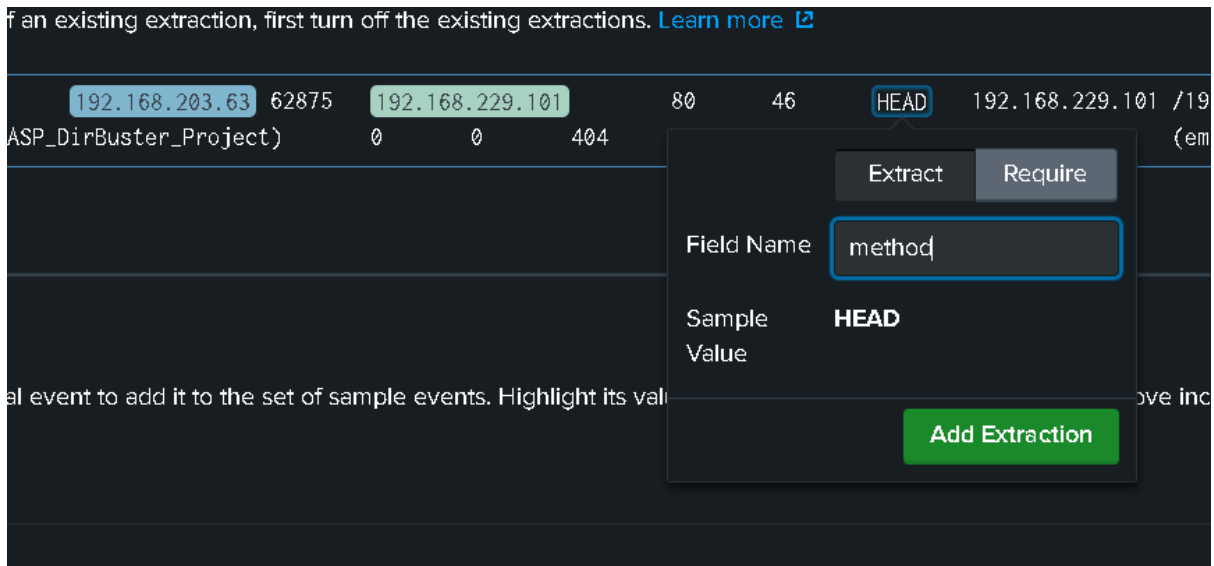 f an existing extraction, first turn off the existing extractions. Learn more
192.168.203.63 62875 192.168.229.101 80 46 HEAD 192.168.229.101 /19
ASP_DirBuster_Project) 0 0 404 (em
Extract Require
Field Name method
Sample Value HEAD
al event to add it to the set of sample events. Highlight its valu ove inc
Add Extraction